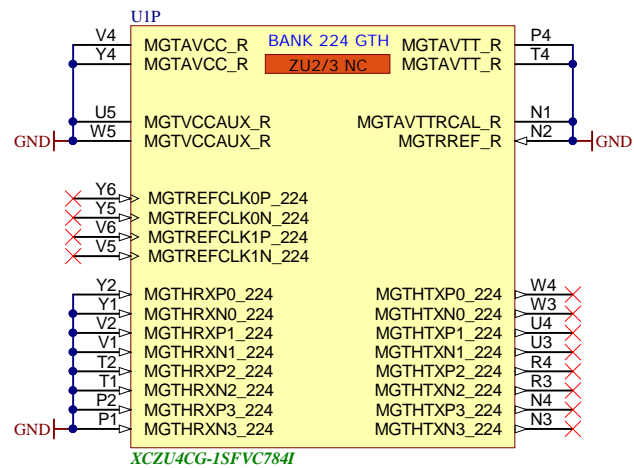 U1P
BANK 224 GTH
ZU2/3 NC
V4 MGTAVCC_R MGTAVTT_R P4
Y4 MGTAVCC_R MGTAVTT_R T4
U5 MGTVCCAUX_R MGTAVTTRCAL_R N1
GND W5 MGTVCCAUX_R MGTRREF_R N2 GND
Y6 MGTREFCLK0P_224
Y5 MGTREFCLK0N_224
V6 MGTREFCLK1P_224
V5 MGTREFCLK1N_224
Y2 MGTHRXP0_224 MGTHTXP0_224 W4
Y1 MGTHRXN0_224 MGTHTXN0_224 W3
V2 MGTHRXP1_224 MGTHTXP1_224 U4
V1 MGTHRXN1_224 MGTHTXN1_224 U3
T2 MGTHRXP2_224 MGTHTXP2_224 R4
T1 MGTHRXN2_224 MGTHTXN2_224 R3
P2 MGTHRXP3_224 MGTHTXP3_224 N4
GND P1 MGTHRXN3_224 MGTHTXN3_224 N3
XCZU4CG-1SFVC784I